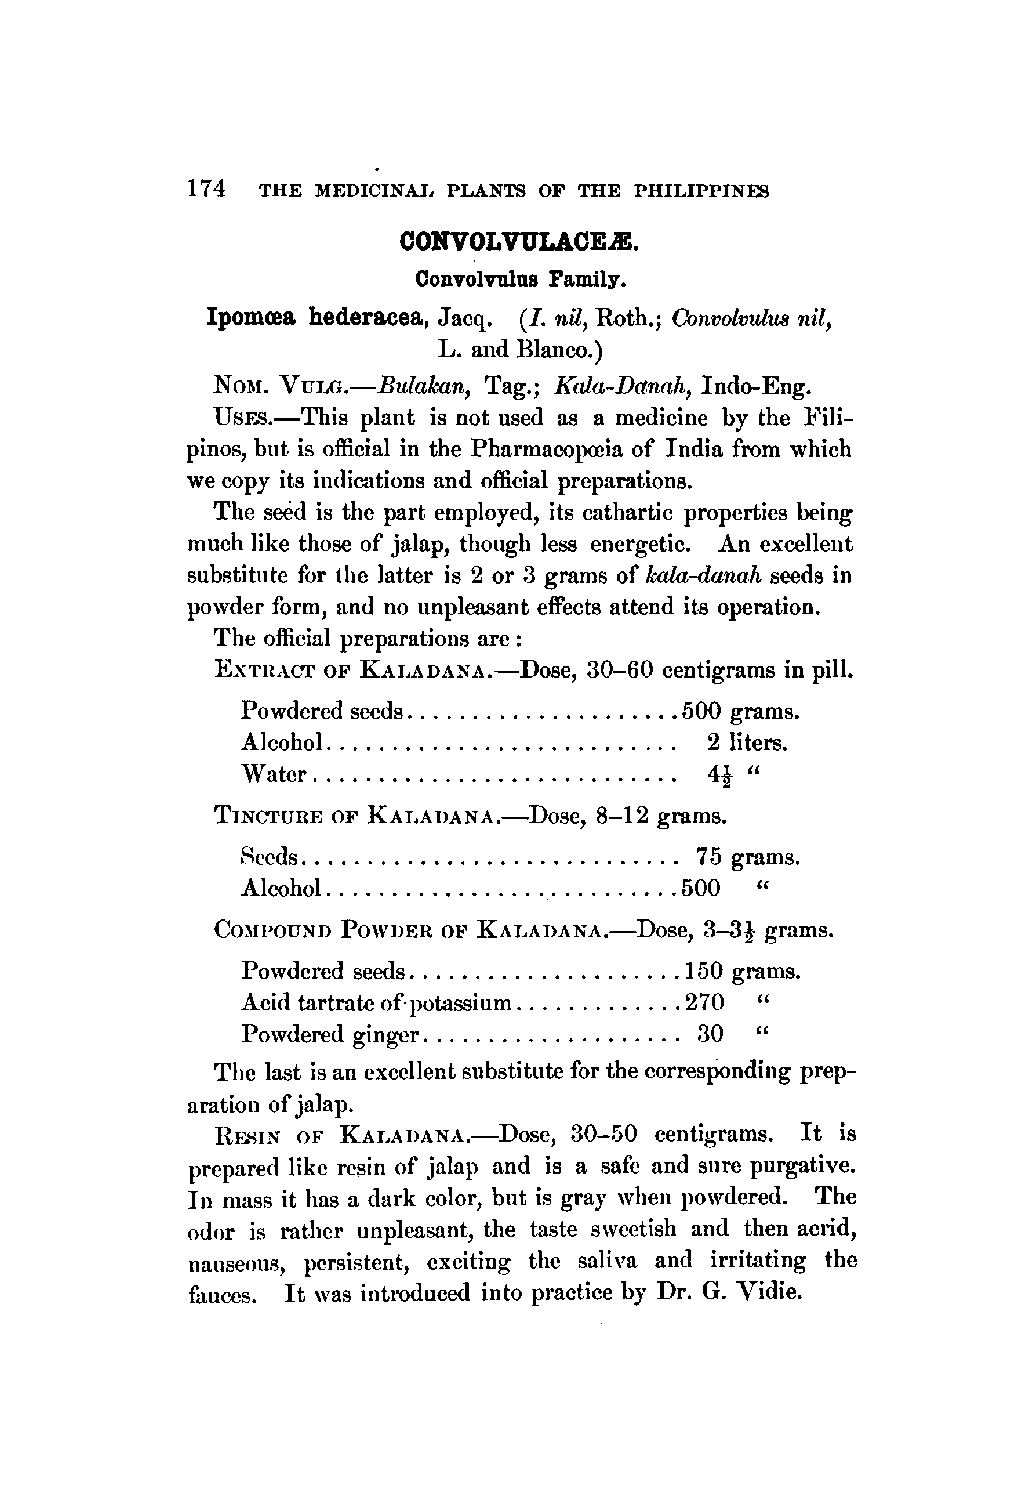 174 THE MEDICINAL PLANTS OF THE PHILIPPINES
CONVOLVULACEÆ.
Convolvulus Family.
Ipomœa hederacea, Jacq. (I. nil, Roth.; Convolvulus nil,
L. and Blanco.)
NOM. VULG.—Bulakan, Tag.; Kala-Danah, Indo-Eng.
USES.—This plant is not used as a medicine by the Fili-
pinos, but is official in the Pharmacopœia of India from which
we copy its indications and official preparations.
The seed is the part employed, its cathartic properties being
much like those of jalap, though less energetic. An excellent
substitute for the latter is 2 or 3 grams of kala-danah seeds in
powder form, and no unpleasant effects attend its operation.
The official preparations are :
EXTRACT OF KALADANA.—Dose, 30–60 centigrams in pill.
Powdered seeds.....................500 grams.
Alcohol........................... 2 liters.
Water............................ 4½ “
TINCTURE OF KALADANA.—Dose, 8–12 grams.
Seeds............................. 75 grams.
Alcohol...........................500 “
COMPOUND POWDER OF KALADANA.—Dose, 3–3½ grams.
Powdered seeds.....................150 grams.
Acid tartrate of potassium.............270 “
Powdered ginger.................... 30 “
The last is an excellent substitute for the corresponding prep-
aration of jalap.
RESIN OF KALADANA.—Dose, 30–50 centigrams. It is
prepared like resin of jalap and is a safe and sure purgative.
In mass it has a dark color, but is gray when powdered. The
odor is rather unpleasant, the taste sweetish and then acrid,
nauseous, persistent, exciting the saliva and irritating the
fauces. It was introduced into practice by Dr. G. Vidie.